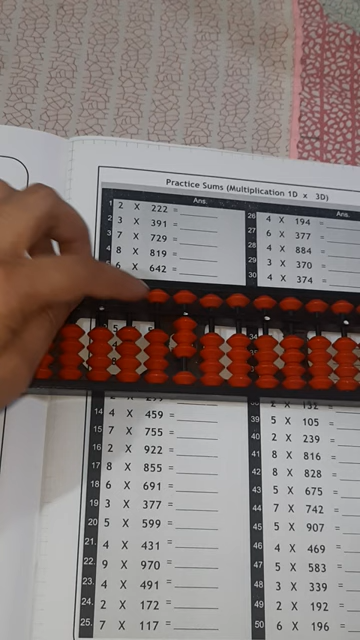 Practice Sums (Multiplication 1D x 3D)
Ans. Ans.
1 2 X 222 = 26 4 X 194 =
2 3 X 391 = 27 6 X 377 =
3 7 X 729 = 28 4 X 884 =
4 8 X 819 = 29 3 X 370 =
6 X 642 = 30 4 X 374 =
14 4 X 459 = 39 5 X 105 =
15 7 X 755 = 40 2 X 239 =
16 2 X 922 = 41 8 X 816 =
17 8 X 855 = 42 8 X 828 =
18 6 X 691 = 43 5 X 675 =
19 3 X 377 = 44 7 X 742 =
20 5 X 599 = 45 5 X 907 =
21. 4 X 431 = 46 4 X 469 =
22. 9 X 970 = 47 5 X 583 =
23. 4 X 491 = 48 3 X 339 =
24. 2 X 172 = 49 2 X 192 =
25. 7 X 117 = 50 6 X 196 =